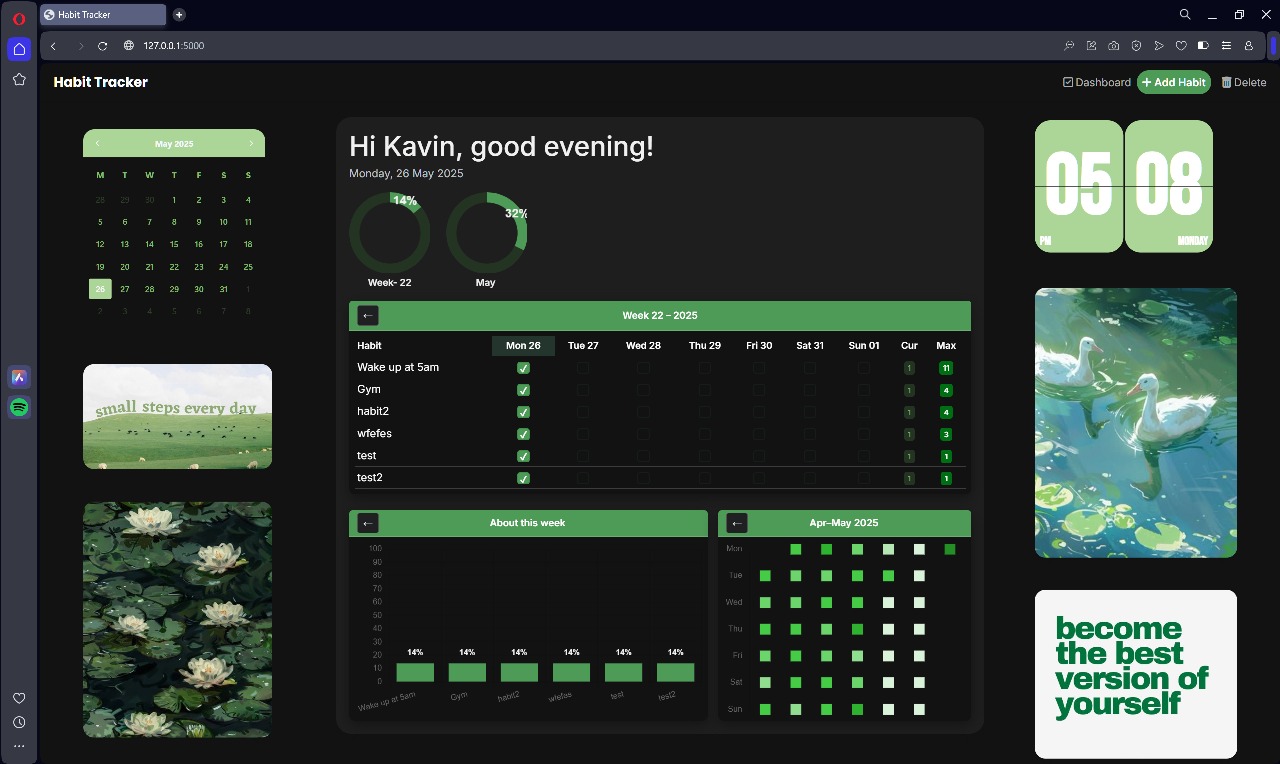 Habit Tracker
127.0.0.1:5000
Habit Tracker
Dashboard
+ Add Habit
Delete
May 2025
M T W T F S S
28 29 30 1 2 3 4
5 6 7 8 9 10 11
12 13 14 15 16 17 18
19 20 21 22 23 24 25
26 27 28 29 30 31 1
2 3 4 5 6 7 8
small steps every day
Hi Kavin, good evening!
Monday, 26 May 2025
14%
32%
Week- 22
May
← Week 22 – 2025
Habit Mon 26 Tue 27 Wed 28 Thu 29 Fri 30 Sat 31 Sun 01 Cur Max
Wake up at 5am 1 11
Gym 1 4
habit2 1 4
wfefes 1 3
test 1 1
test2 1 1
← About this week
100
90
80
70
60
50
40
30
20
10
0
14% 14% 14% 14% 14% 14%
Wake up at 5am Gym habit2 wfefes test test2
← Apr–May 2025
Mon
Tue
Wed
Thu
Fri
Sat
Sun
05 08
PM MONDAY
become
the best
version of
yourself